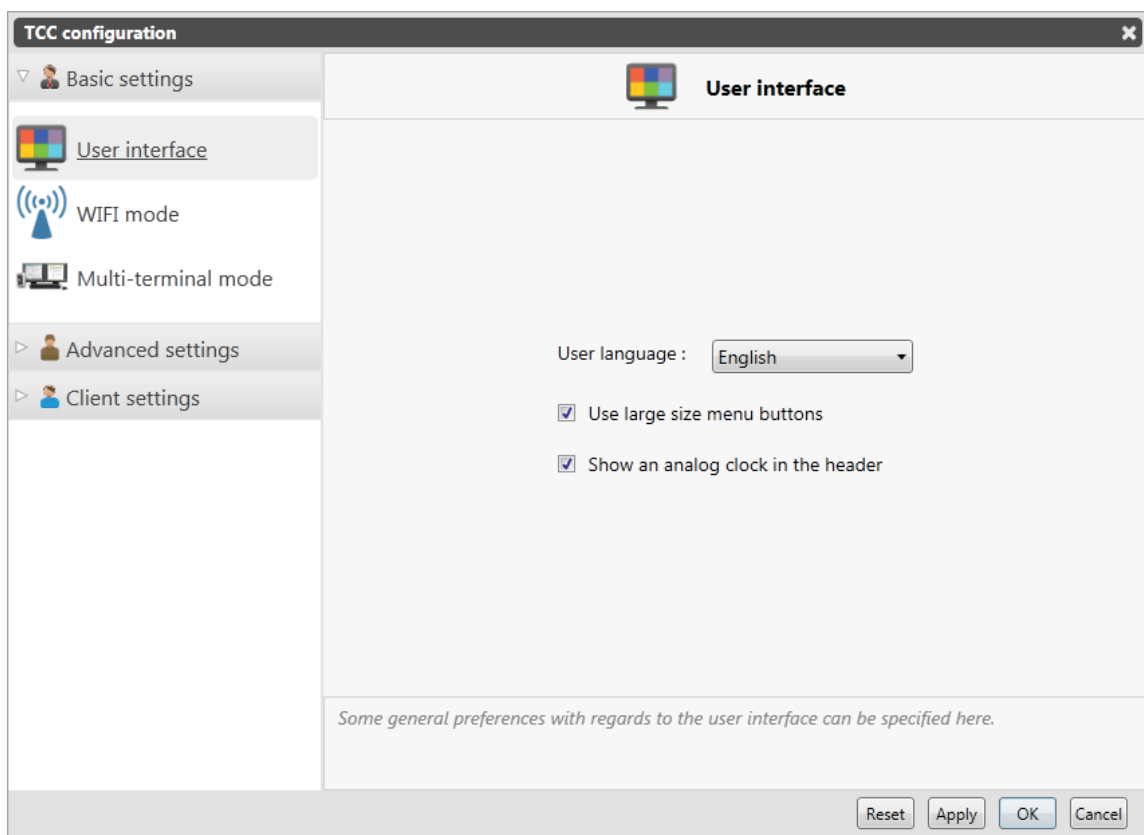 TCC configuration
Basic settings
User interface
WIFI mode
Multi-terminal mode
Advanced settings
Client settings
User interface
User language :
English
Use large size menu buttons
Show an analog clock in the header
Some general preferences with regards to the user interface can be specified here.
Reset
Apply
OK
Cancel